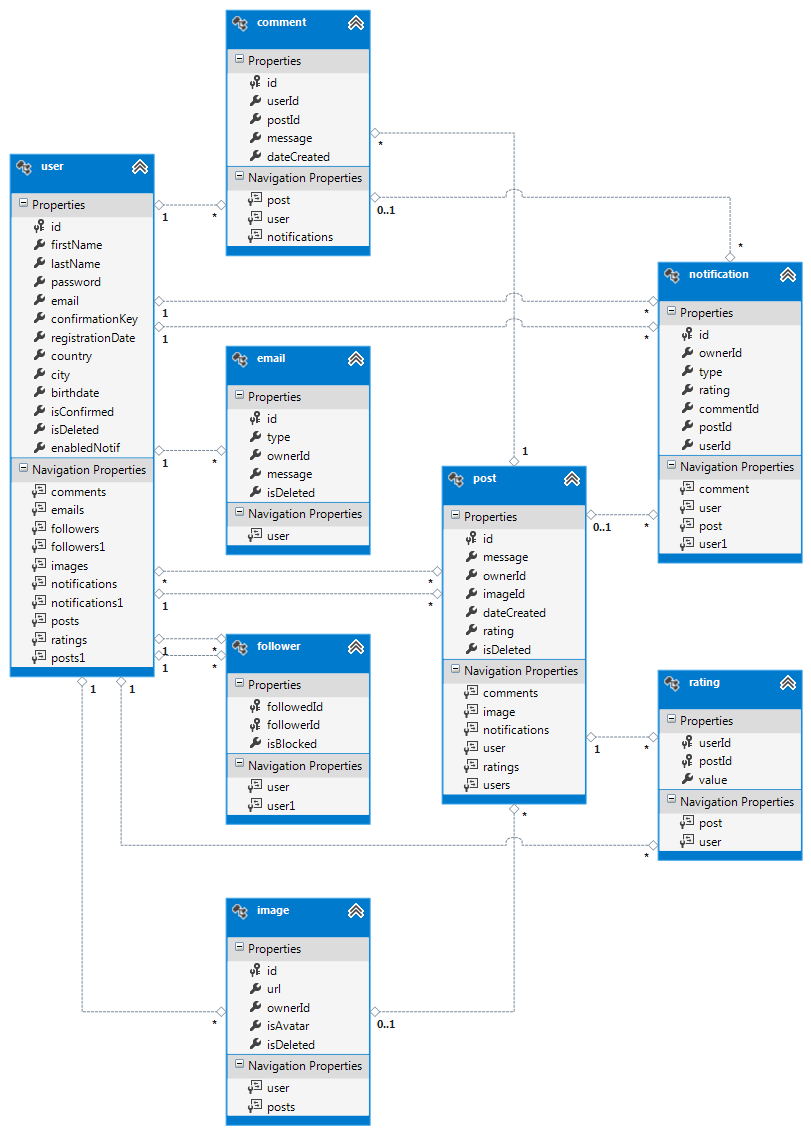 comment
Properties
id
userId
postId
message
dateCreated
Navigation Properties
post
user
notifications
user
Properties
id
firstName
lastName
password
email
confirmationKey
registrationDate
country
city
birthdate
isConfirmed
isDeleted
enabledNotif
Navigation Properties
comments
emails
followers
followers1
images
notifications
notifications1
posts
ratings
posts1
email
Properties
id
type
ownerId
message
isDeleted
Navigation Properties
user
notification
Properties
id
ownerId
type
rating
commentId
postId
userId
Navigation Properties
comment
user
post
user1
post
Properties
id
message
ownerId
imageId
dateCreated
rating
isDeleted
Navigation Properties
comments
image
notifications
user
ratings
users
follower
Properties
followedId
followerId
isBlocked
Navigation Properties
user
user1
rating
Properties
userId
postId
value
Navigation Properties
post
user
image
Properties
id
url
ownerId
isAvatar
isDeleted
Navigation Properties
user
posts
1
*
*
1
0..1
*
1
*
1
*
1
*
0..1
*
*
*
1
*
1
*
1
*
1
*
1
*
1
*
0..1
*